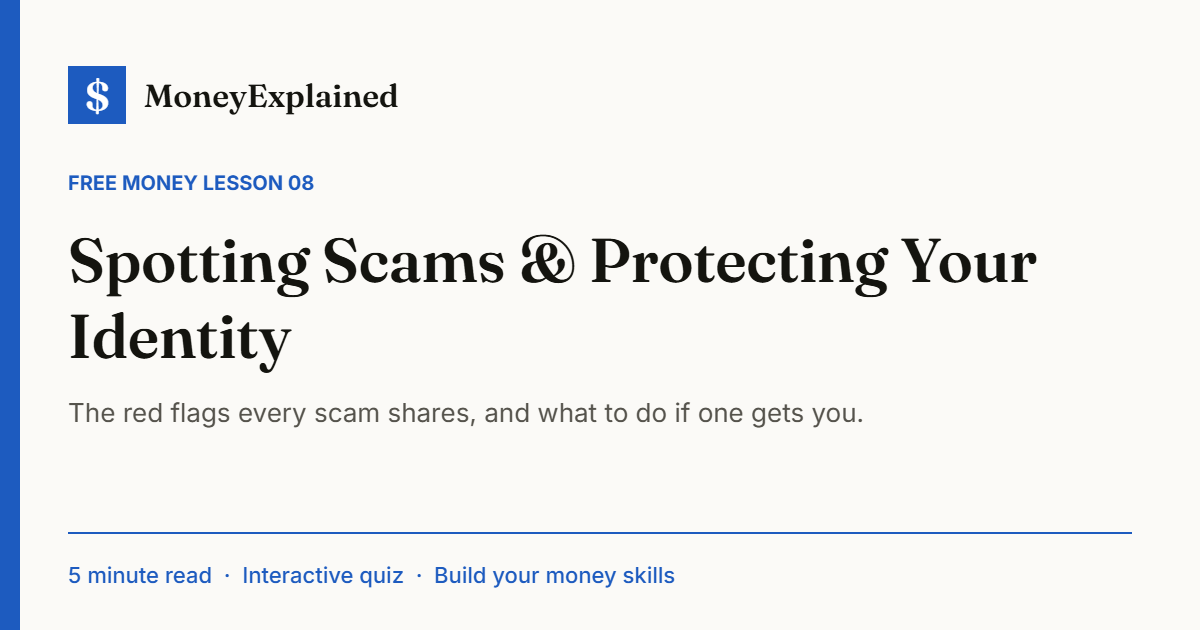 $ MoneyExplained
FREE MONEY LESSON 08
Spotting Scams & Protecting Your
Identity
The red flags every scam shares, and what to do if one gets you.
5 minute read · Interactive quiz · Build your money skills